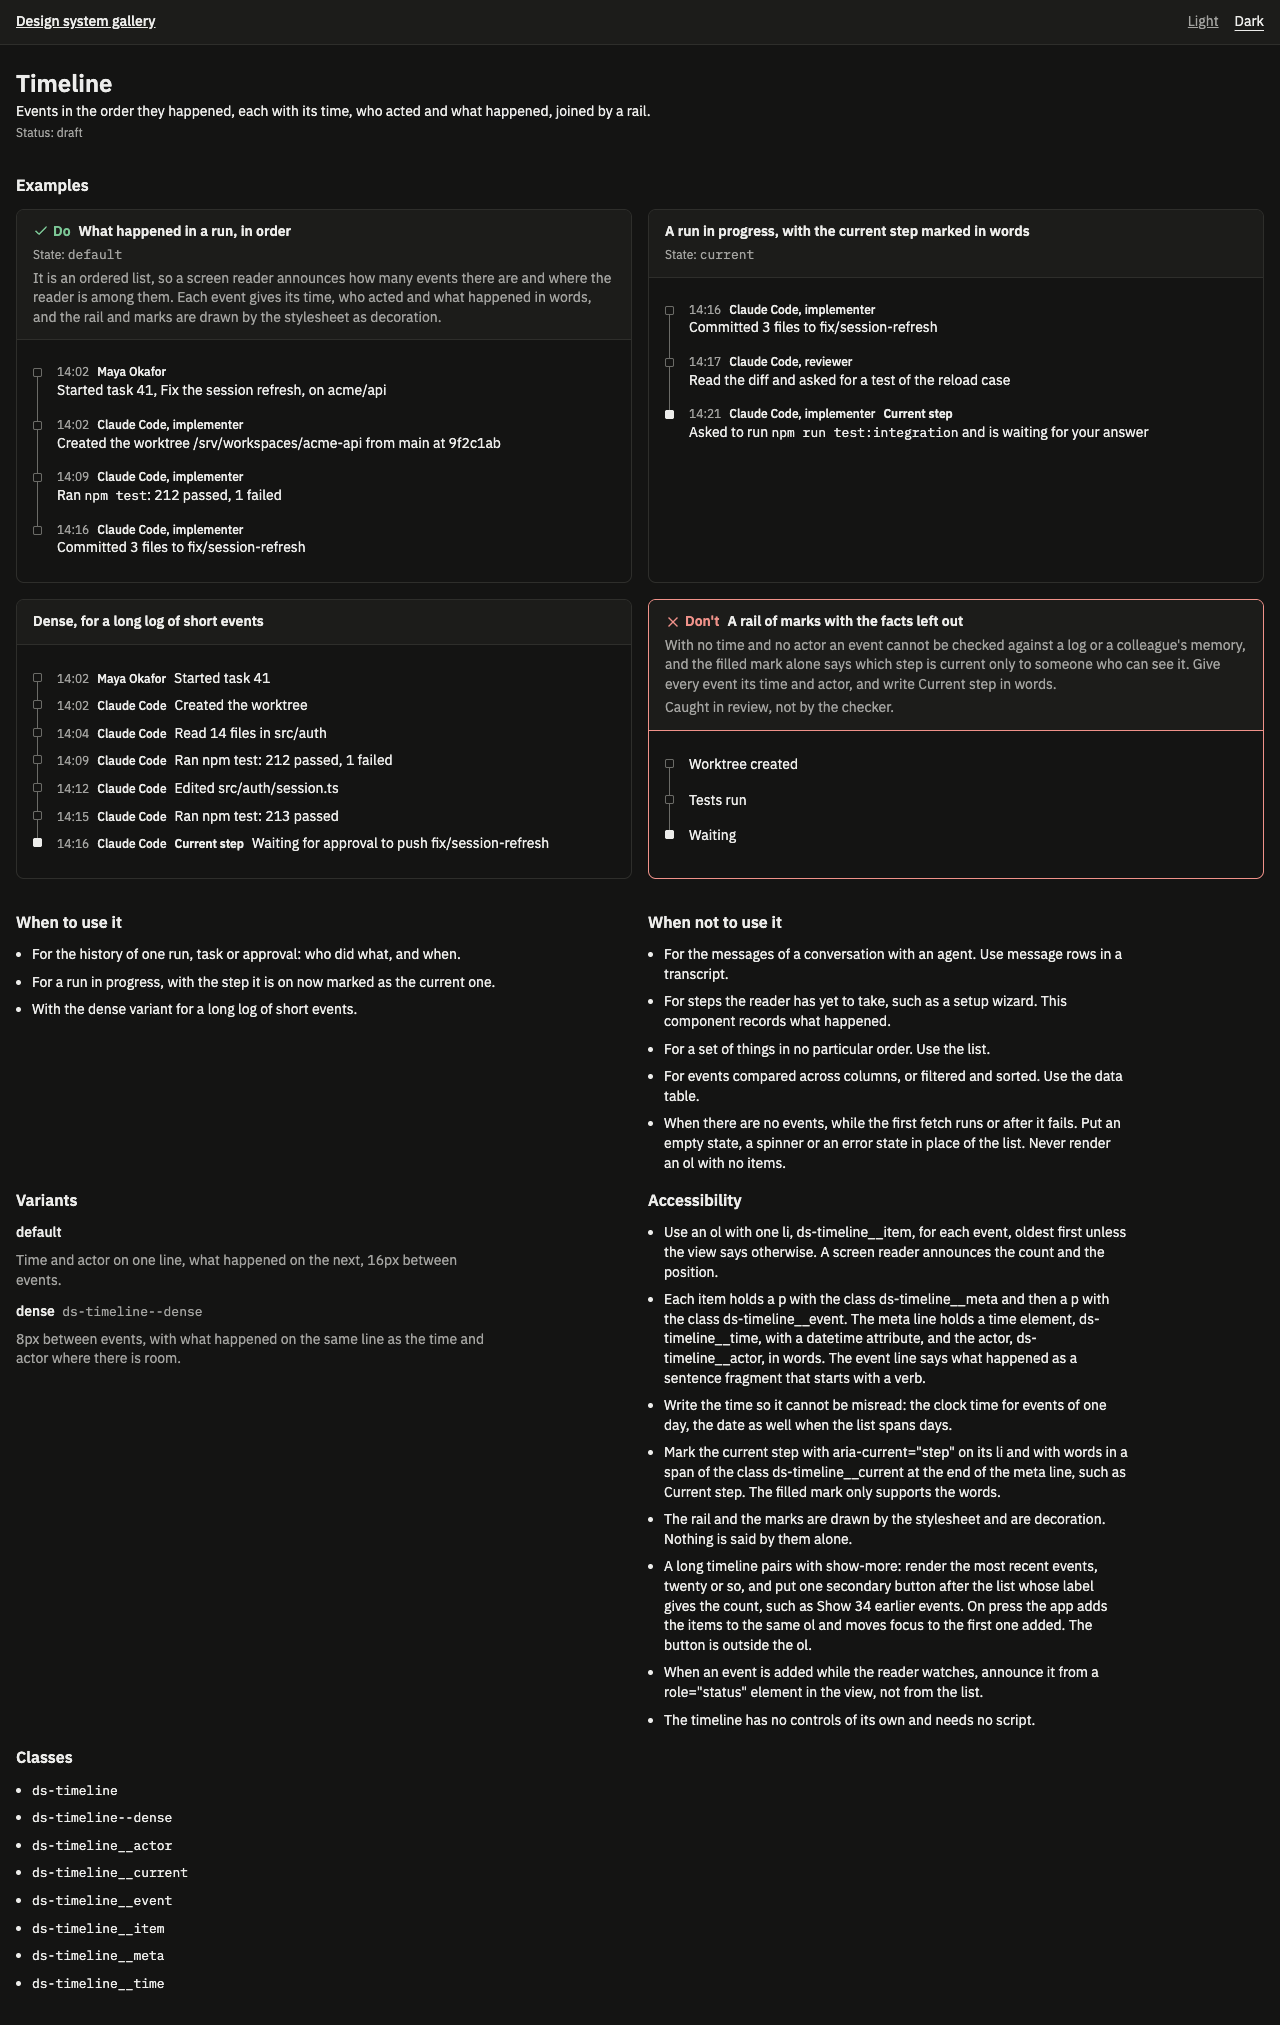 Design system gallery
Light
Dark
Timeline
Events in the order they happened, each with its time, who acted and what happened, joined by a rail.
Status: draft
Examples
Do What happened in a run, in order
State: default
It is an ordered list, so a screen reader announces how many events there are and where the
reader is among them. Each event gives its time, who acted and what happened in words,
and the rail and marks are drawn by the stylesheet as decoration.
14:02 Maya Okafor
Started task 41, Fix the session refresh, on acme/api
14:02 Claude Code, implementer
Created the worktree /srv/workspaces/acme-api from main at 9f2c1ab
14:09 Claude Code, implementer
Ran npm test: 212 passed, 1 failed
14:16 Claude Code, implementer
Committed 3 files to fix/session-refresh
A run in progress, with the current step marked in words
State: current
14:16 Claude Code, implementer
Committed 3 files to fix/session-refresh
14:17 Claude Code, reviewer
Read the diff and asked for a test of the reload case
14:21 Claude Code, implementer Current step
Asked to run npm run test:integration and is waiting for your answer
Dense, for a long log of short events
14:02 Maya Okafor Started task 41
14:02 Claude Code Created the worktree
14:04 Claude Code Read 14 files in src/auth
14:09 Claude Code Ran npm test: 212 passed, 1 failed
14:12 Claude Code Edited src/auth/session.ts
14:15 Claude Code Ran npm test: 213 passed
14:16 Claude Code Current step Waiting for approval to push fix/session-refresh
Don't A rail of marks with the facts left out
With no time and no actor an event cannot be checked against a log or a colleague's memory,
and the filled mark alone says which step is current only to someone who can see it. Give
every event its time and actor, and write Current step in words.
Caught in review, not by the checker.
Worktree created
Tests run
Waiting
When to use it
For the history of one run, task or approval: who did what, and when.
For a run in progress, with the step it is on now marked as the current one.
With the dense variant for a long log of short events.
When not to use it
For the messages of a conversation with an agent. Use message rows in a
transcript.
For steps the reader has yet to take, such as a setup wizard. This
component records what happened.
For a set of things in no particular order. Use the list.
For events compared across columns, or filtered and sorted. Use the data
table.
When there are no events, while the first fetch runs or after it fails. Put an
empty state, a spinner or an error state in place of the list. Never render
an ol with no items.
Variants
default
Time and actor on one line, what happened on the next, 16px between
events.
dense ds-timeline--dense
8px between events, with what happened on the same line as the time and
actor where there is room.
Accessibility
Use an ol with one li, ds-timeline__item, for each event, oldest first unless
the view says otherwise. A screen reader announces the count and the
position.
Each item holds a p with the class ds-timeline__meta and then a p with
the class ds-timeline__event. The meta line holds a time element, ds-
timeline__time, with a datetime attribute, and the actor, ds-
timeline__actor, in words. The event line says what happened as a
sentence fragment that starts with a verb.
Write the time so it cannot be misread: the clock time for events of one
day, the date as well when the list spans days.
Mark the current step with aria-current="step" on its li and with words in a
span of the class ds-timeline__current at the end of the meta line, such as
Current step. The filled mark only supports the words.
The rail and the marks are drawn by the stylesheet and are decoration.
Nothing is said by them alone.
A long timeline pairs with show-more: render the most recent events,
twenty or so, and put one secondary button after the list whose label
gives the count, such as Show 34 earlier events. On press the app adds
the items to the same ol and moves focus to the first one added. The
button is outside the ol.
When an event is added while the reader watches, announce it from a
role="status" element in the view, not from the list.
The timeline has no controls of its own and needs no script.
Classes
ds-timeline
ds-timeline--dense
ds-timeline__actor
ds-timeline__current
ds-timeline__event
ds-timeline__item
ds-timeline__meta
ds-timeline__time